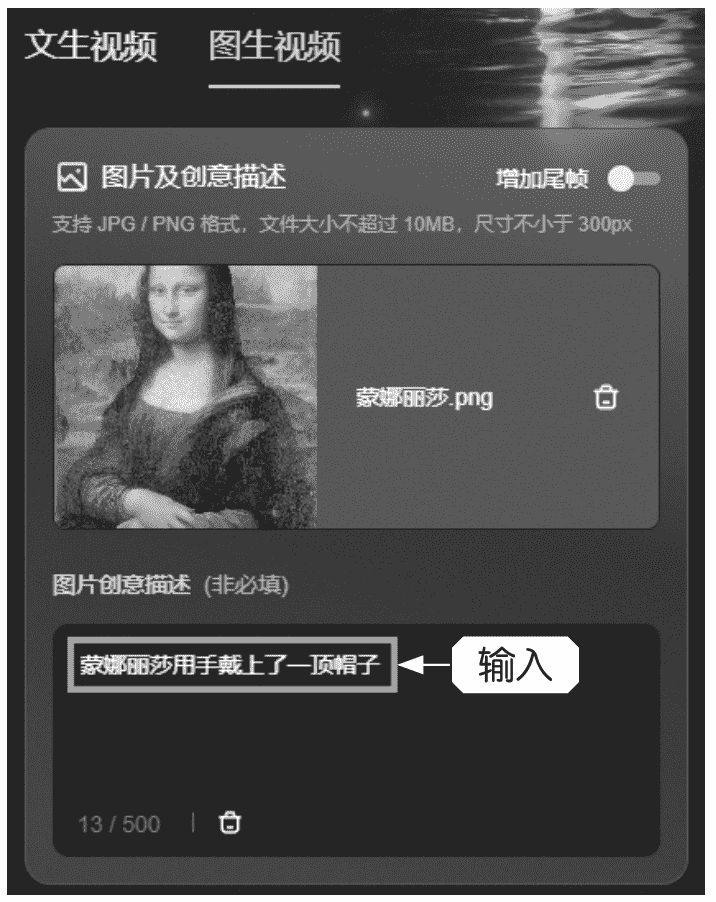 文生视频 图生视频
图片及创意描述 增加尾帧
支持 JPG / PNG 格式，文件大小不超过 10MB，尺寸不小于 300px
蒙娜丽莎.png
图片创意描述 (非必填)
蒙娜丽莎用手戴上了一顶帽子
输入
13 / 500